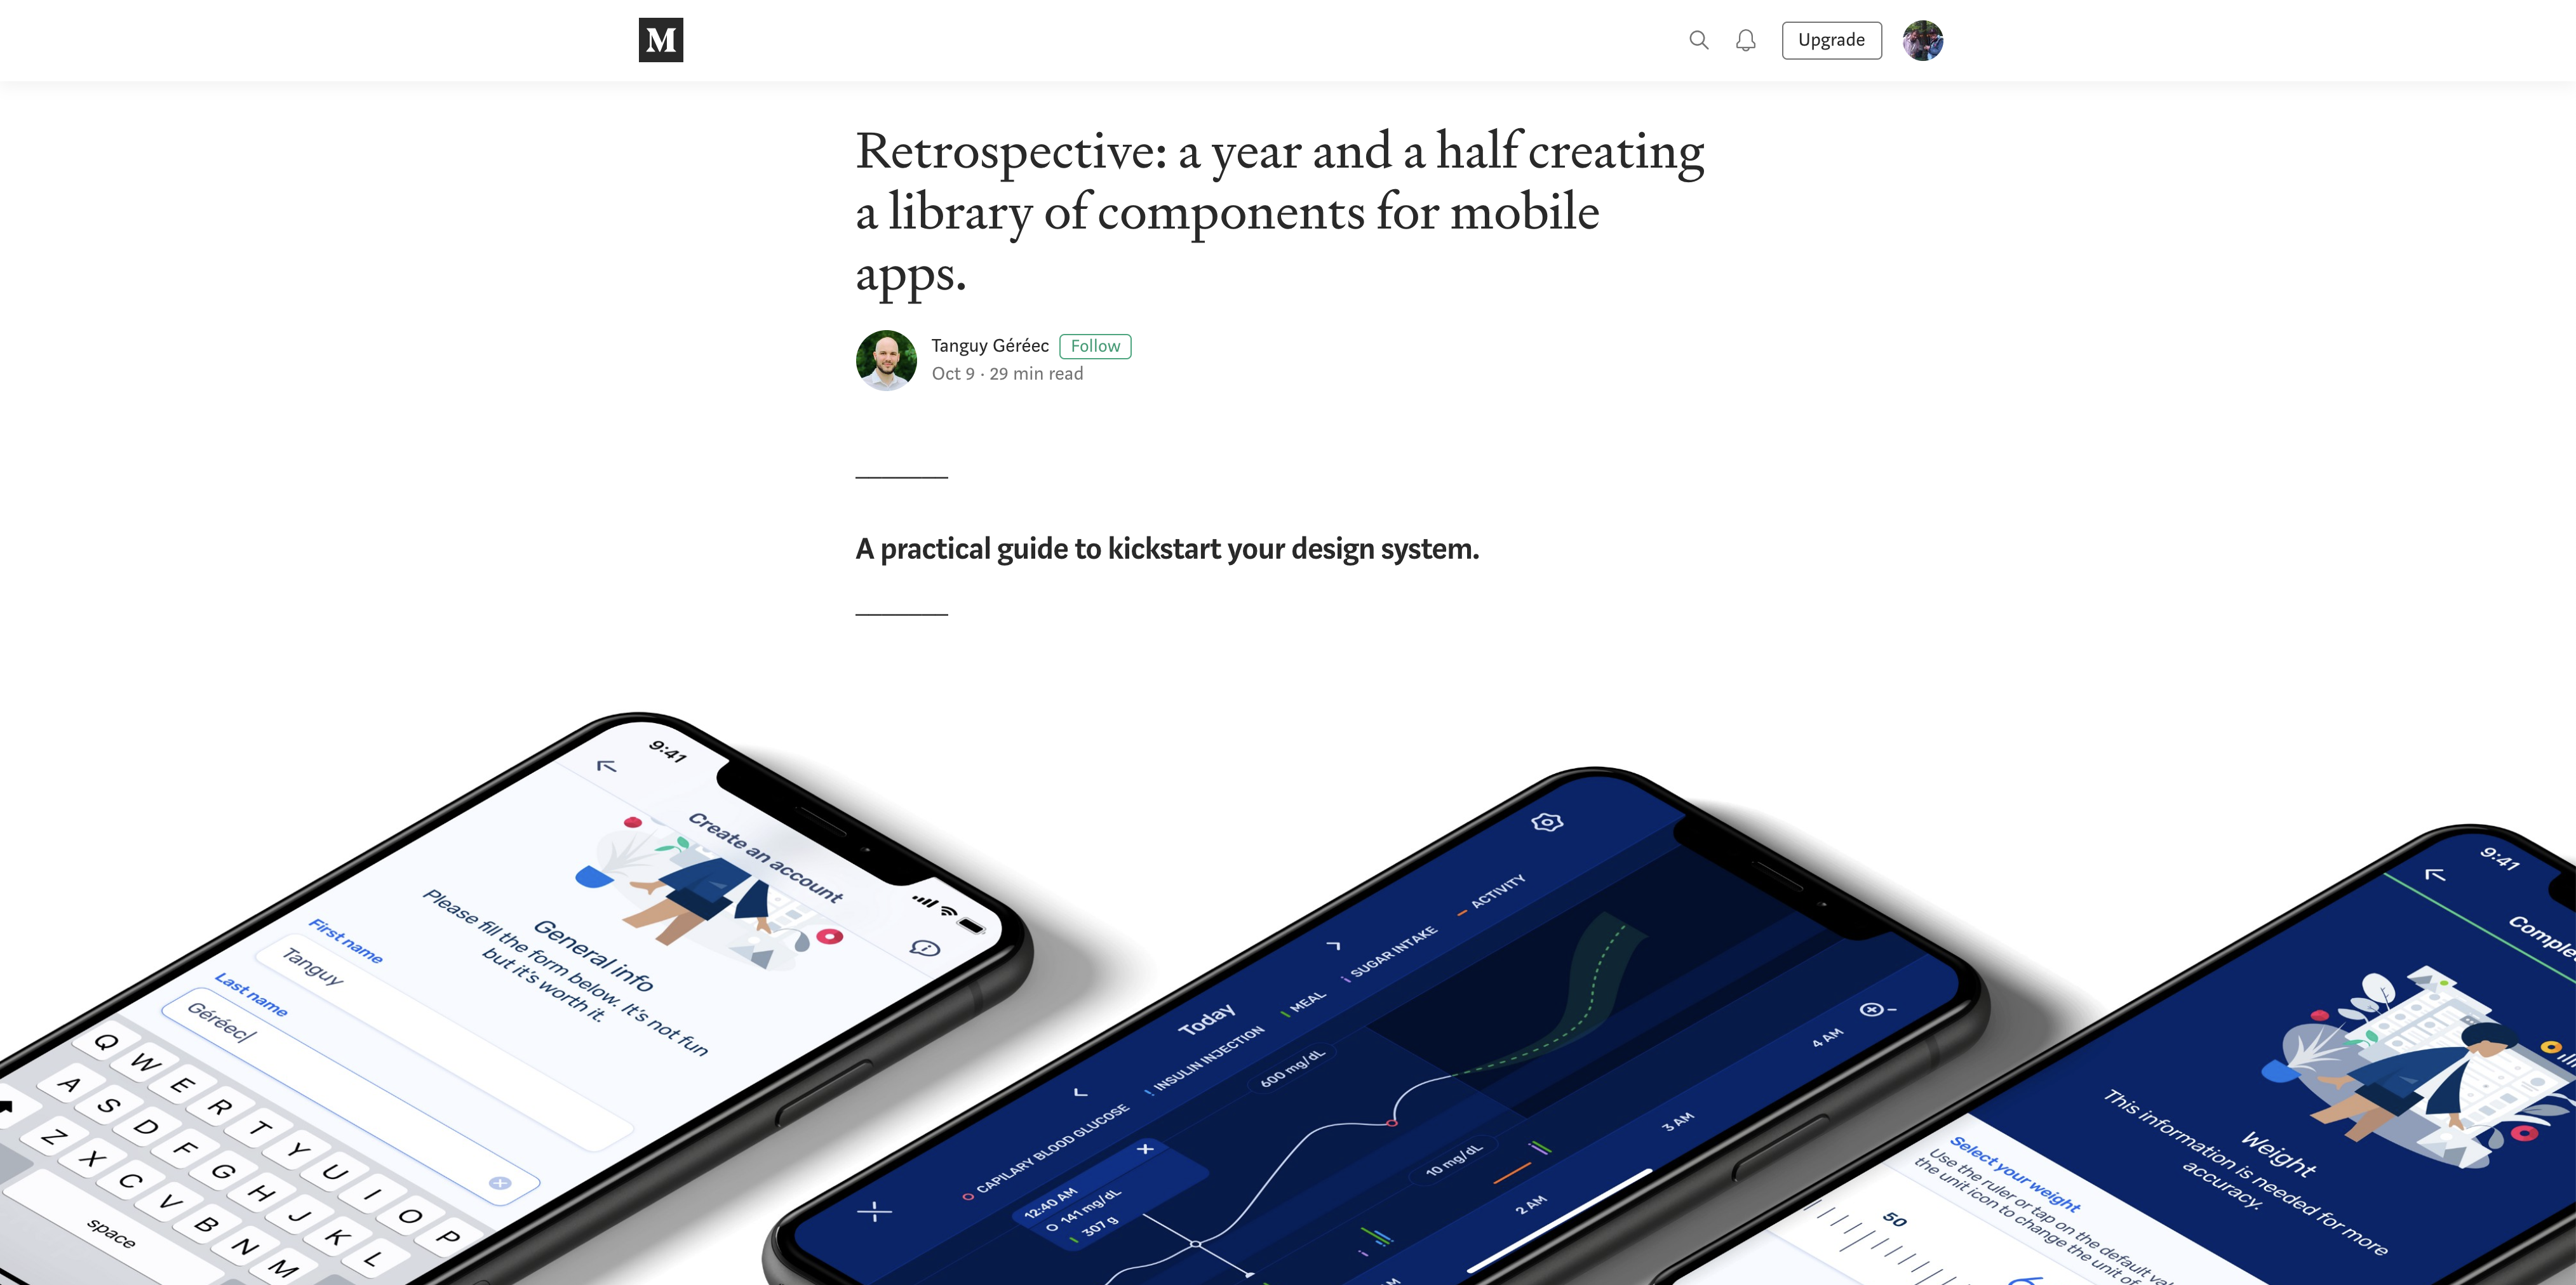 M
Upgrade
Retrospective: a year and a half creating
a library of components for mobile
apps.
Tanguy Géréec Follow
Oct 9 · 29 min read
A practical guide to kickstart your design system.
9:41
Create an account
General info
Please fill the form below. It's not fun
but it's worth it.
First name
Tanguy
Last name
Géréec
Q W E R T Y U I O P
A S D F G H J K L
Z X C V B N M
space
Today
CAPILARY BLOOD GLUCOSE
INSULIN INJECTION
MEAL
SUGAR INTAKE
ACTIVITY
600 mg/dL
10 mg/dL
12:40 AM
141 mg/dL
307 g
2 AM
3 AM
4 AM
9:41
Weight
This information is needed for more
accuracy.
Select your weight
Use the ruler or tap on the default
the unit icon to change the unit of
50